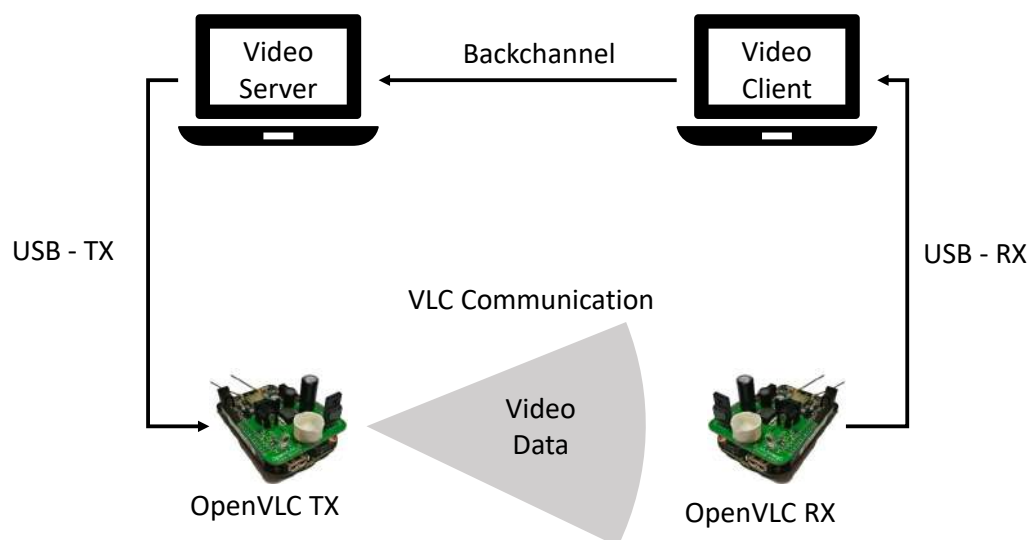 Video
Server
Backchannel
Video
Client
USB - TX
USB - RX
VLC Communication
Video
Data
OpenVLC TX
OpenVLC RX